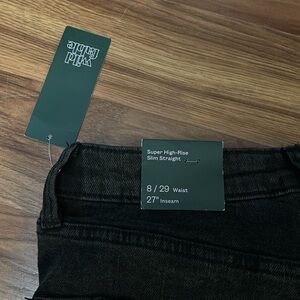 wild
fable
Super High-Rise
Slim Straight
8 / 29 Waist
27" Inseam